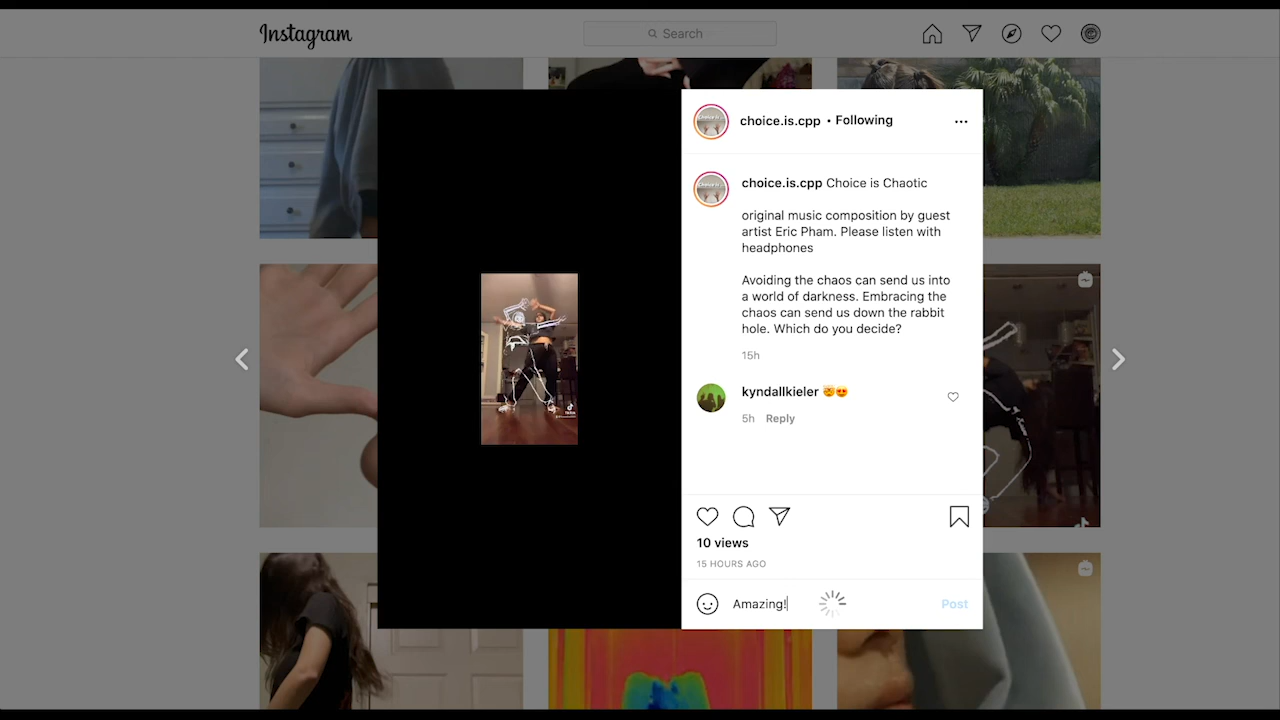 Instagram
Search
choice.is.cpp • Following
choice.is.cpp Choice is Chaotic
original music composition by guest
artist Eric Pham. Please listen with
headphones
Avoiding the chaos can send us into
a world of darkness. Embracing the
chaos can send us down the rabbit
hole. Which do you decide?
15h
kyndallkieler 🤯😍
5h Reply
10 views
15 HOURS AGO
Amazing!
Post